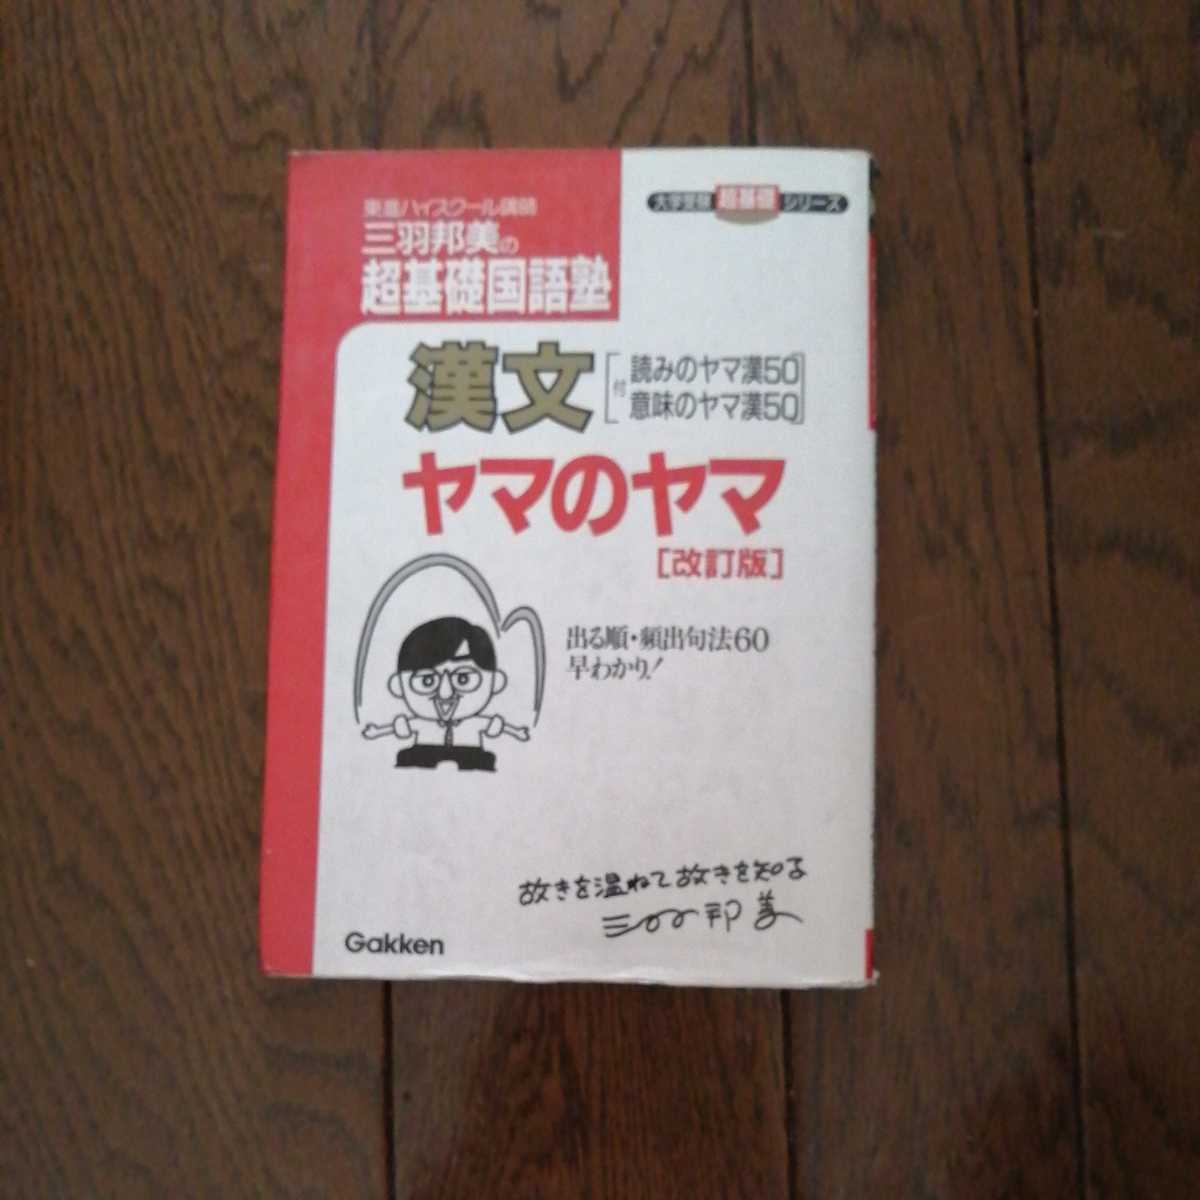 東進ハイスクール講師
三羽邦美の
超基礎国語塾
大学受験超基礎シリーズ
漢文
付
読みのヤマ漢50
意味のヤマ漢50
ヤマのヤマ
[改訂版]
出る順・頻出句法60
早わかり!
故きを温ねて故きを知る
三羽邦美
Gakken